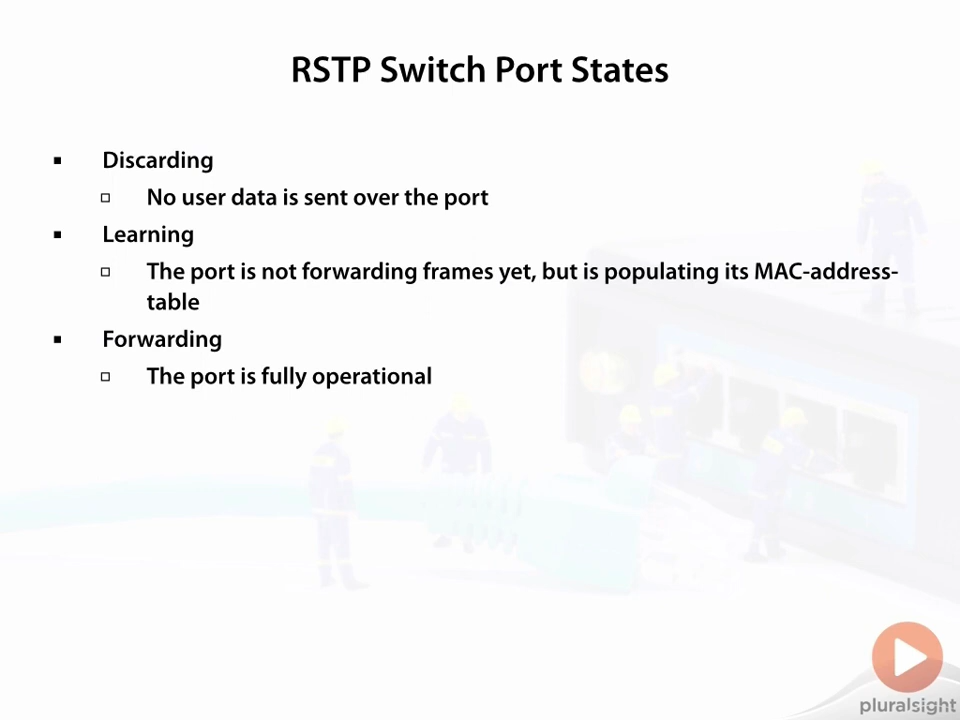 RSTP Switch Port States
Discarding
No user data is sent over the port
Learning
The port is not forwarding frames yet, but is populating its MAC-address-
table
Forwarding
The port is fully operational
pluralsight